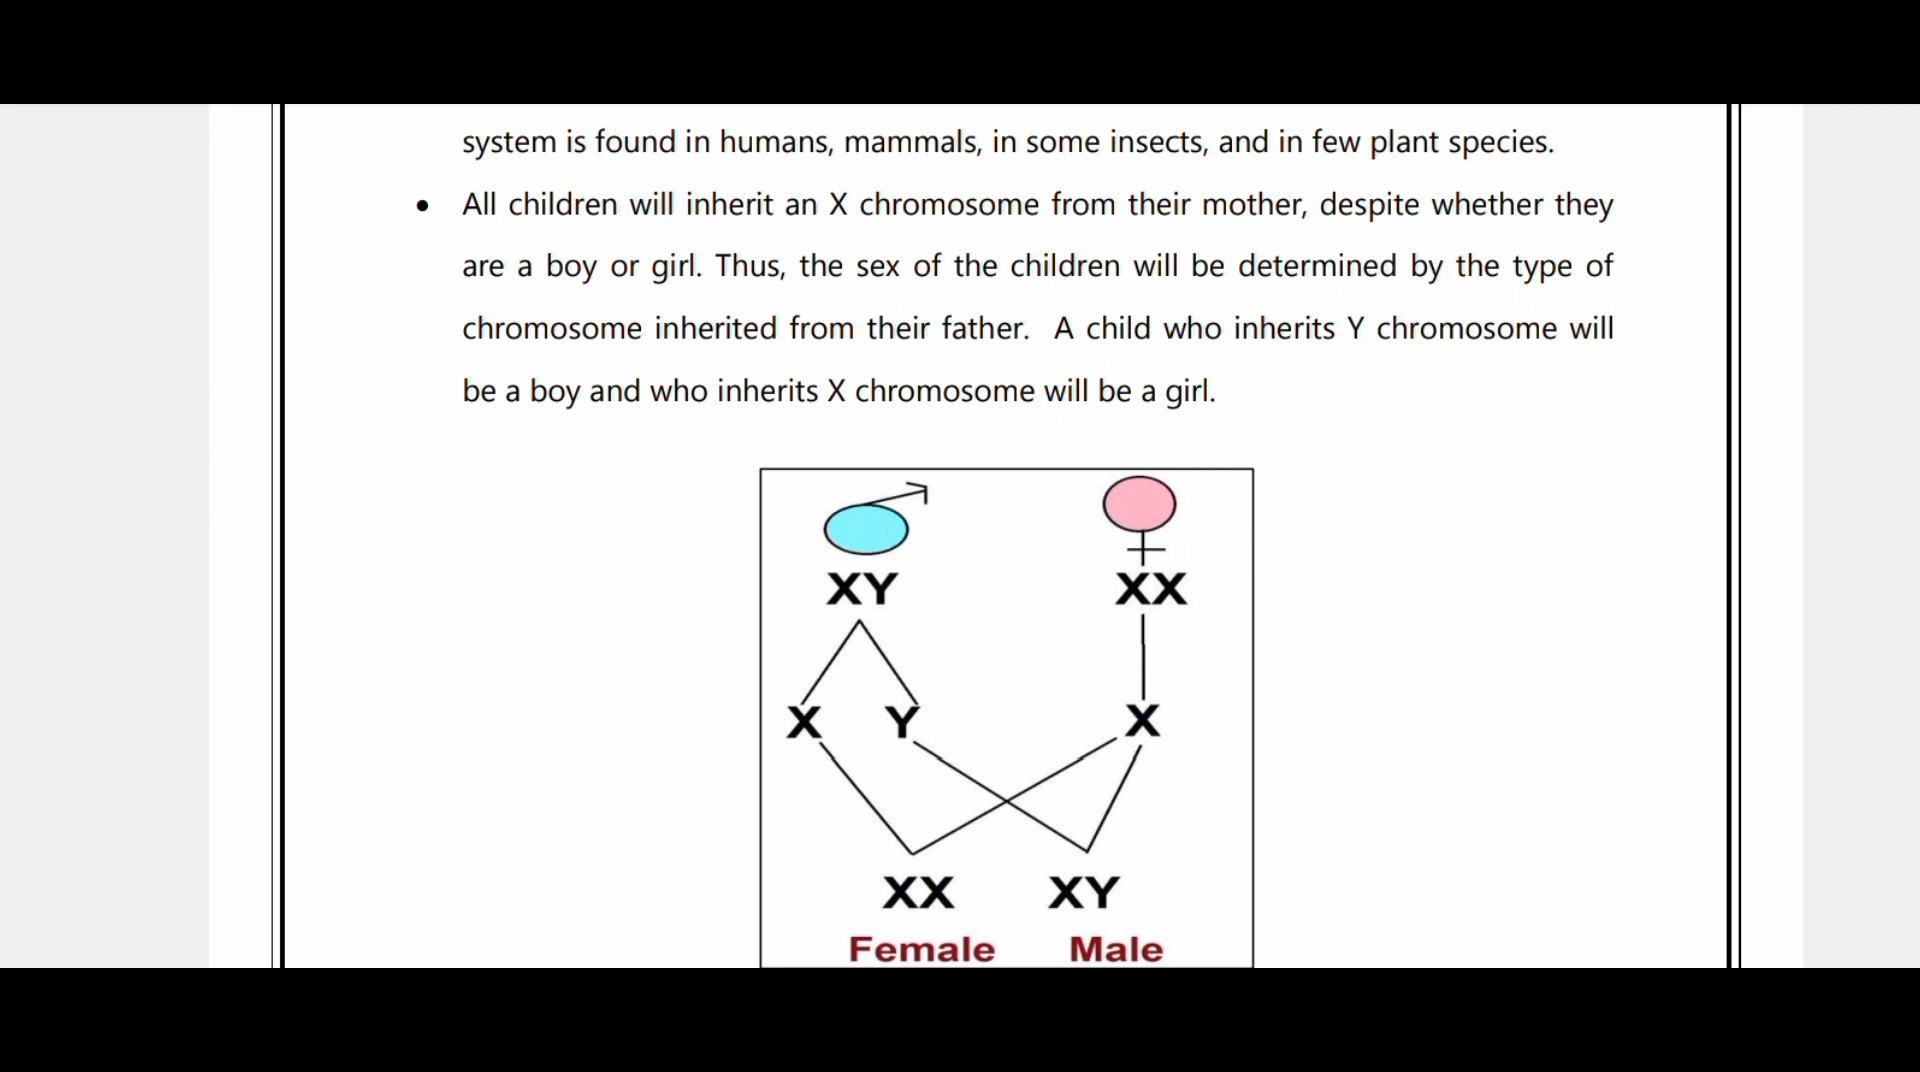 system is found in humans, mammals, in some insects, and in few plant species.
• All children will inherit an X chromosome from their mother, despite whether they
are a boy or girl. Thus, the sex of the children will be determined by the type of
chromosome inherited from their father. A child who inherits Y chromosome will
be a boy and who inherits X chromosome will be a girl.
XY XX
X Y X
XX XY
Female Male